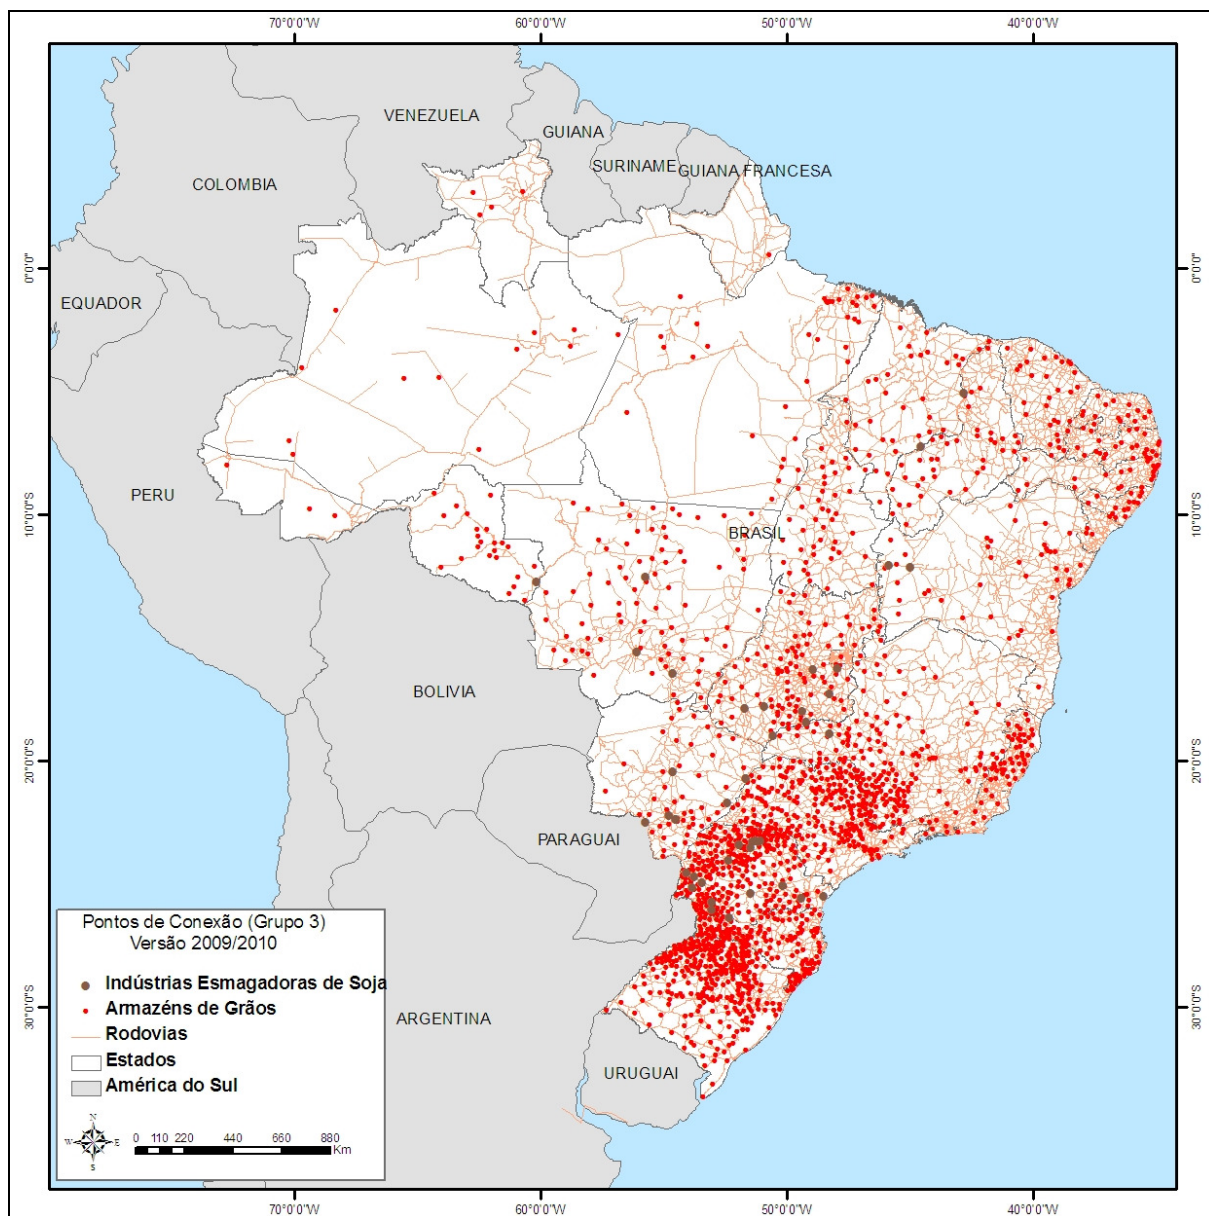 70°0'0"W 60°0'0"W 50°0'0"W 40°0'0"W
VENEZUELA
GUIANA
SURINAME
GUIANA FRANCESA
COLOMBIA
0°0'0" 0°0'0"
EQUADOR
PERU
10°0'0"S 10°0'0"S
BRASIL
BOLIVIA
20°0'0"S 20°0'0"S
PARAGUAI
Pontos de Conexão (Grupo 3)
Versão 2009/2010
Indústrias Esmagadoras de Soja
Armazéns de Grãos
Rodovias
Estados
América do Sul
N
W E
S
0 110 220 440 660 880
Km
30°0'0"S 30°0'0"S
ARGENTINA
URUGUAI
70°0'0"W 60°0'0"W 50°0'0"W 40°0'0"W